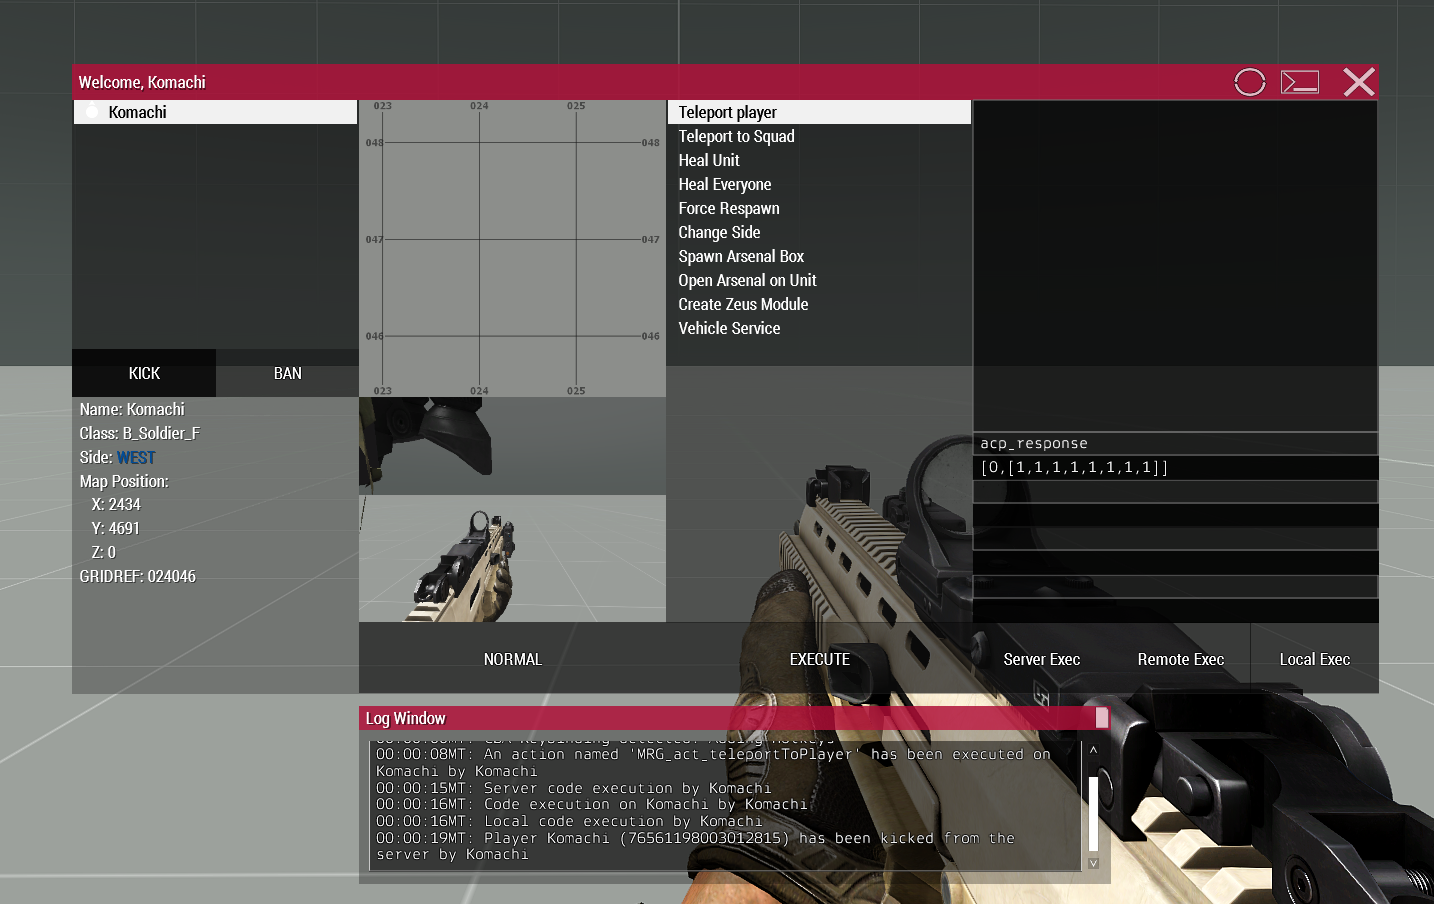 Welcome, Komachi
Komachi
KICK
BAN
Name: Komachi
Class: B_Soldier_F
Side: WEST
Map Position:
X: 2434
Y: 4691
Z: 0
GRIDREF: 024046
023 024 025
048 048
047 047
046 046
023 024 025
Teleport player
Teleport to Squad
Heal Unit
Heal Everyone
Force Respawn
Change Side
Spawn Arsenal Box
Open Arsenal on Unit
Create Zeus Module
Vehicle Service
acp_response
[0,[1,1,1,1,1,1,1,1]]
NORMAL
EXECUTE
Server Exec
Remote Exec
Local Exec
Log Window
00:00:08MT: An action named 'MRG_act_teleportToPlayer' has been executed on
Komachi by Komachi
00:00:15MT: Server code execution by Komachi
00:00:16MT: Code execution on Komachi by Komachi
00:00:16MT: Local code execution by Komachi
00:00:19MT: Player Komachi (76561198003012815) has been kicked from the
server by Komachi